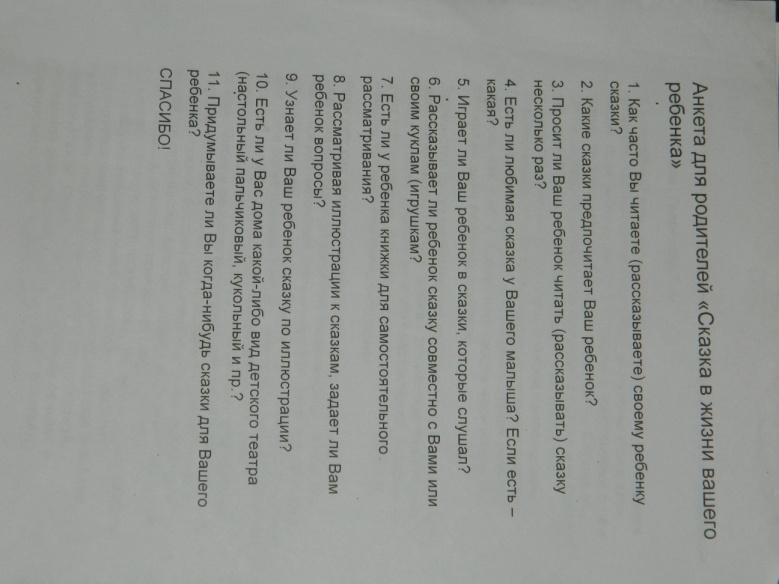 Анкета для родителей «Сказка в жизни вашего
ребенка»
1. Как часто Вы читаете (рассказываете) своему ребенку
сказки?
2. Какие сказки предпочитает Ваш ребенок?
3. Просит ли Ваш ребенок читать (рассказывать) сказку
несколько раз?
4. Есть ли любимая сказка у Вашего малыша? Если есть –
какая?
5. Играет ли Ваш ребенок в сказки, которые слушал?
6. Рассказывает ли ребенок сказку совместно с Вами или
своим куклам (игрушкам?
7. Есть ли у ребенка книжки для самостоятельного
рассматривания?
8. Рассматривая иллюстрации к сказкам, задает ли Вам
ребенок вопросы?
9. Узнает ли Ваш ребенок сказку по иллюстрации?
10. Есть ли у Вас дома какой-либо вид детского театра
(настольный пальчиковый, кукольный и пр.?
11. Придумываете ли Вы когда-нибудь сказки для Вашего
ребенка?
СПАСИБО!